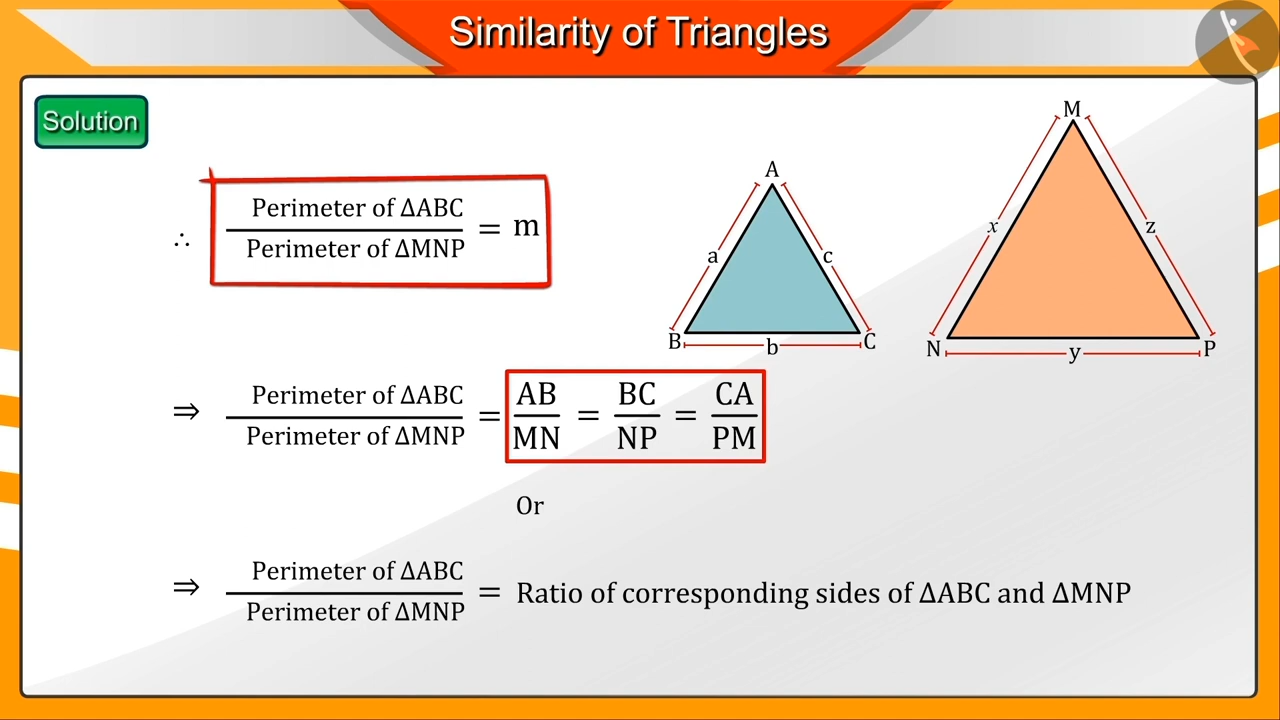 Similarity of Triangles
Solution
∴ Perimeter of ΔABC / Perimeter of ΔMNP = m
A
a
c
B
b
C
M
x
z
N
y
P
⇒ Perimeter of ΔABC / Perimeter of ΔMNP = AB/MN = BC/NP = CA/PM
Or
⇒ Perimeter of ΔABC / Perimeter of ΔMNP = Ratio of corresponding sides of ΔABC and ΔMNP